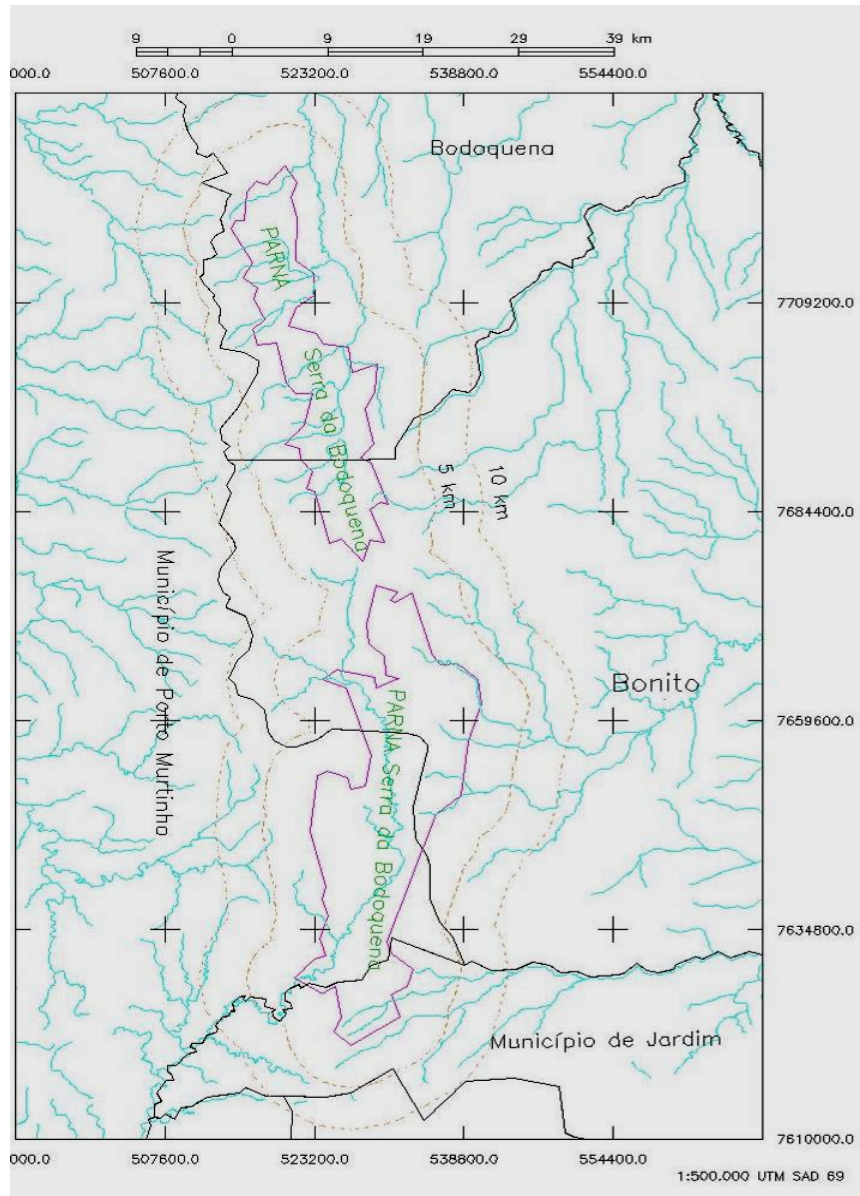 9 0 9 19 29 39 km
000.0 507600.0 523200.0 538800.0 554400.0
Bodoquena
PARNA
7709200.0
Serra da Bodoquena
5 km
10 km
7684400.0
Município de Porto Murtinho
Bonito
PARNA Serra da Bodoquena
7659600.0
7634800.0
Município de Jardim
7610000.0
000.0 507600.0 523200.0 538800.0 554400.0
1:500.000 UTM SAD 69